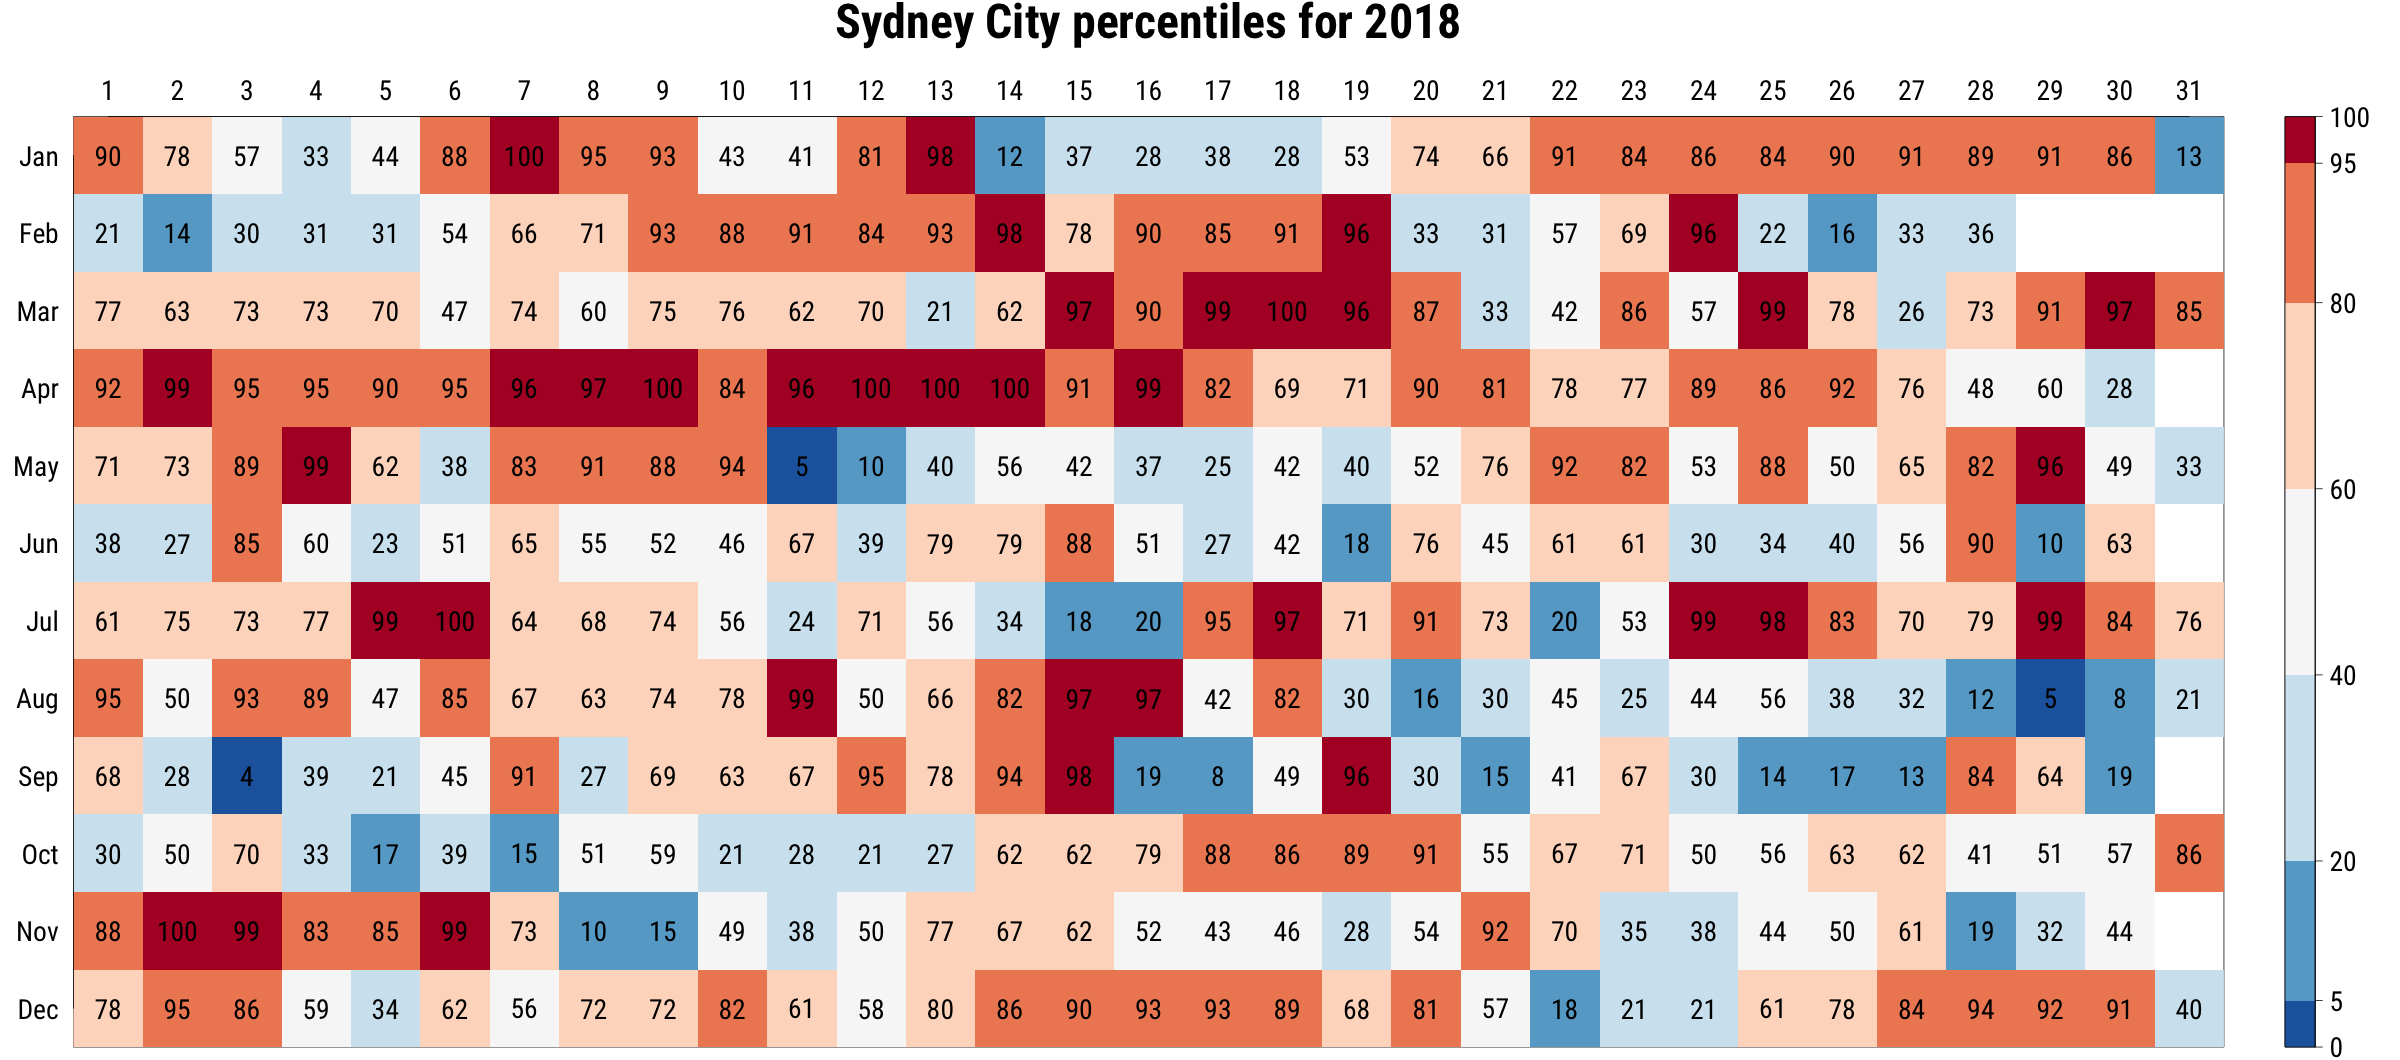 Sydney City percentiles for 2018
1 2 3 4 5 6 7 8 9 10 11 12 13 14 15 16 17 18 19 20 21 22 23 24 25 26 27 28 29 30 31
100
Jan 90 78 57 33 44 88 100 95 93 43 41 81 98 12 37 28 38 28 53 74 66 91 84 86 84 90 91 89 91 86 13
95
Feb 21 14 30 31 31 54 66 71 93 88 91 84 93 98 78 90 85 91 96 33 31 57 69 96 22 16 33 36
80
Mar 77 63 73 73 70 47 74 60 75 76 62 70 21 62 97 90 99 100 96 87 33 42 86 57 99 78 26 73 91 97 85
Apr 92 99 95 95 90 95 96 97 100 84 96 100 100 100 91 99 82 69 71 90 81 78 77 89 86 92 76 48 60 28
May 71 73 89 99 62 38 83 91 88 94 5 10 40 56 42 37 25 42 40 52 76 92 82 53 88 50 65 82 96 49 33
60
Jun 38 27 85 60 23 51 65 55 52 46 67 39 79 79 88 51 27 42 18 76 45 61 61 30 34 40 56 90 10 63
Jul 61 75 73 77 99 100 64 68 74 56 24 71 56 34 18 20 95 97 71 91 73 20 53 99 98 83 70 79 99 84 76
40
Aug 95 50 93 89 47 85 67 63 74 78 99 50 66 82 97 97 42 82 30 16 30 45 25 44 56 38 32 12 5 8 21
Sep 68 28 4 39 21 45 91 27 69 63 67 95 78 94 98 19 8 49 96 30 15 41 67 30 14 17 13 84 64 19
Oct 30 50 70 33 17 39 15 51 59 21 28 21 27 62 62 79 88 86 89 91 55 67 71 50 56 63 62 41 51 57 86
20
Nov 88 100 99 83 85 99 73 10 15 49 38 50 77 67 62 52 43 46 28 54 92 70 35 38 44 50 61 19 32 44
5
Dec 78 95 86 59 34 62 56 72 72 82 61 58 80 86 90 93 93 89 68 81 57 18 21 21 61 78 84 94 92 91 40
0